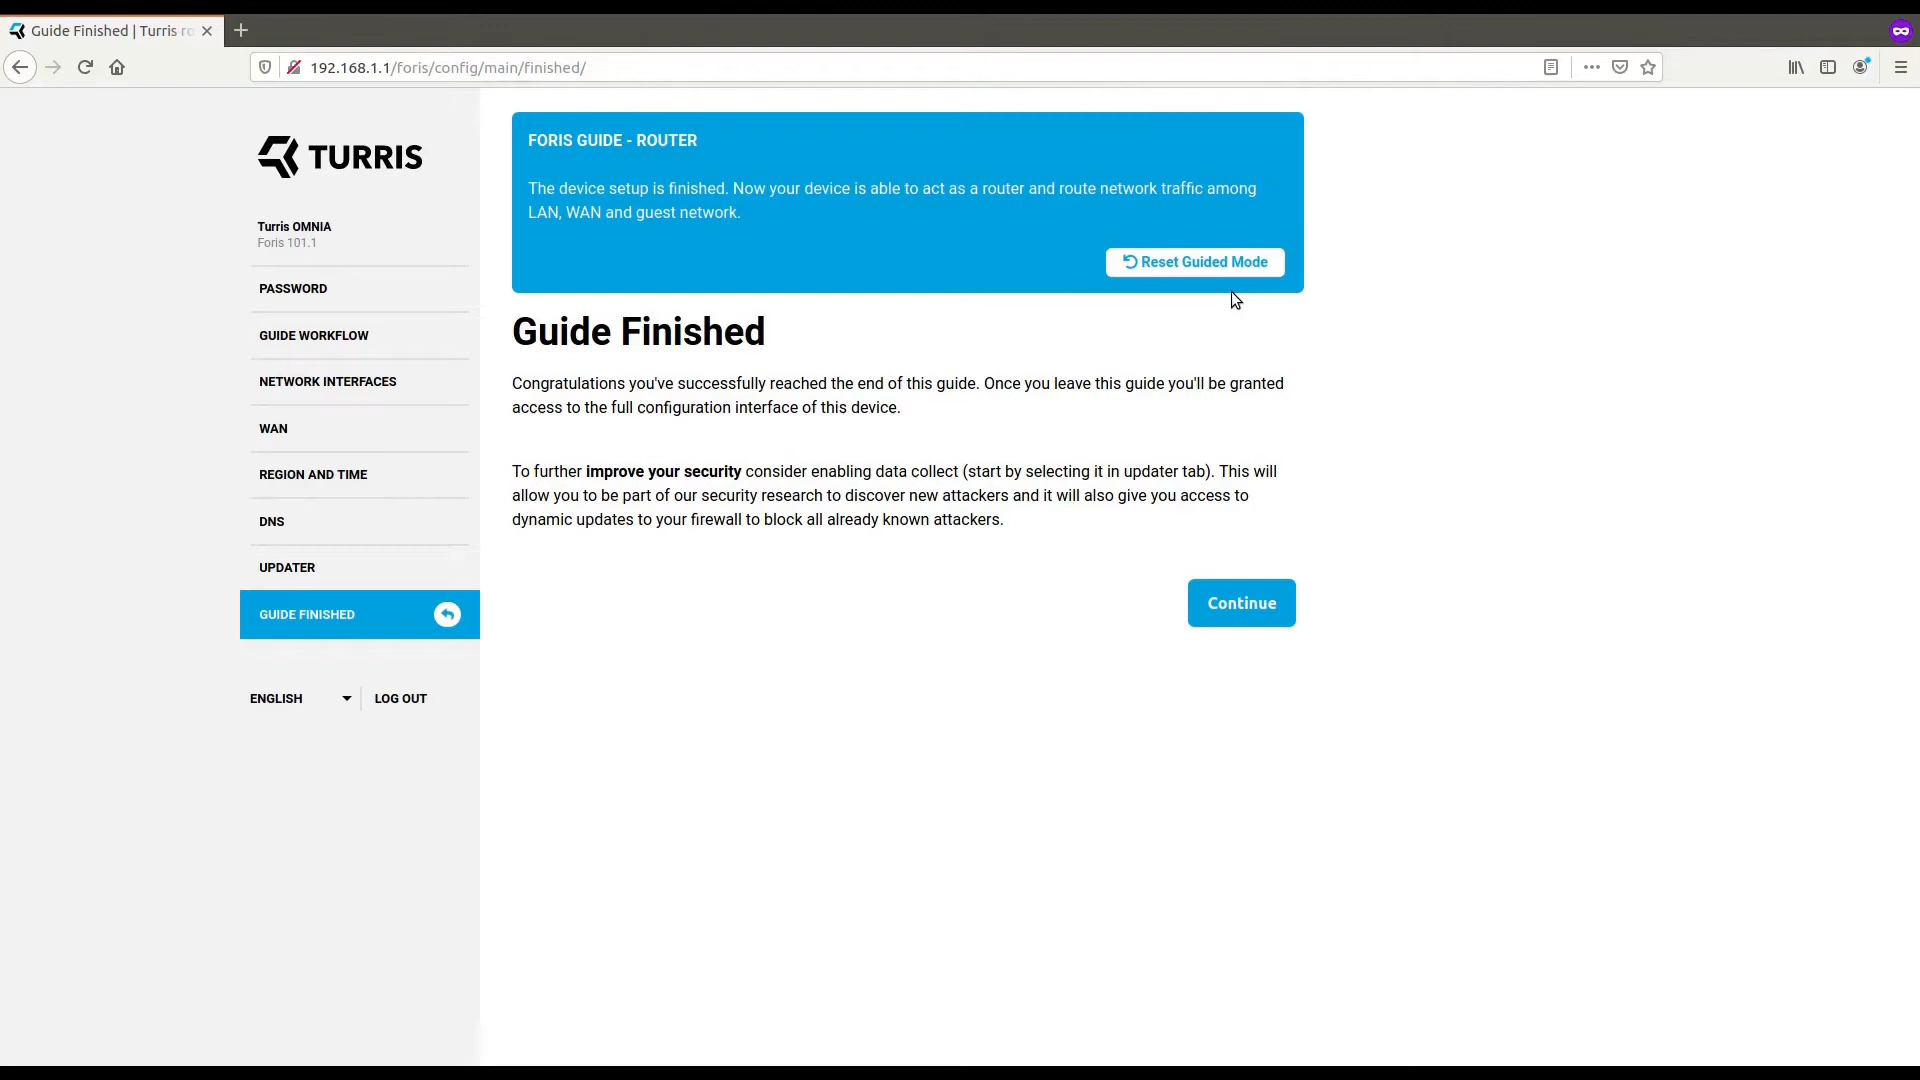 Guide Finished | Turris ro
192.168.1.1/foris/config/main/finished/
TURRIS
Turris OMNIA
Foris 101.1
PASSWORD
GUIDE WORKFLOW
NETWORK INTERFACES
WAN
REGION AND TIME
DNS
UPDATER
GUIDE FINISHED
ENGLISH
LOG OUT
FORIS GUIDE - ROUTER
The device setup is finished. Now your device is able to act as a router and route network traffic among
LAN, WAN and guest network.
Reset Guided Mode
Guide Finished
Congratulations you've successfully reached the end of this guide. Once you leave this guide you'll be granted
access to the full configuration interface of this device.
To further improve your security consider enabling data collect (start by selecting it in updater tab). This will
allow you to be part of our security research to discover new attackers and it will also give you access to
dynamic updates to your firewall to block all already known attackers.
Continue